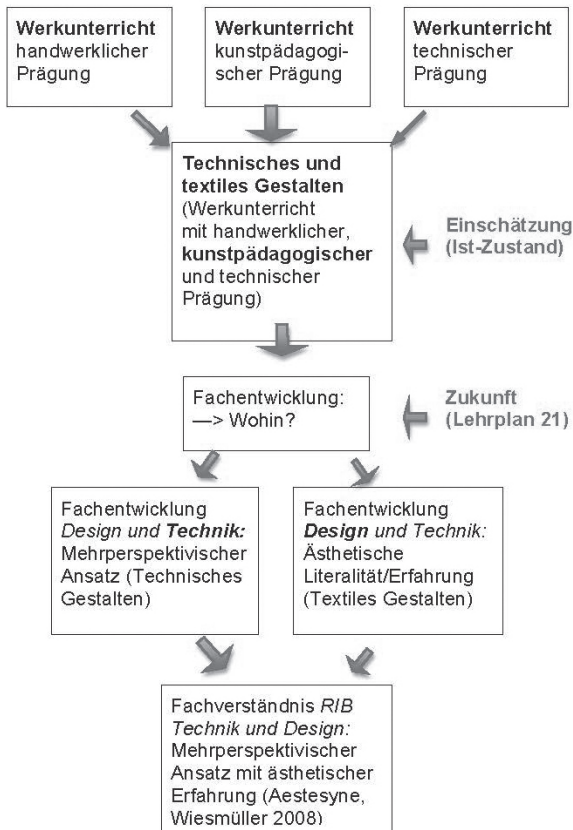 Werkunterricht
handwerklicher
Prägung
Werkunterricht
kunstpädagogi-
scher Prägung
Werkunterricht
technischer
Prägung
Technisches und
textiles Gestalten
(Werkunterricht
mit handwerklicher,
kunstpädagogischer
und technischer
Prägung)
Einschätzung
(Ist-Zustand)
Fachentwicklung:
—> Wohin?
Zukunft
(Lehrplan 21)
Fachentwicklung
Design und Technik:
Mehrperspektivischer
Ansatz (Technisches
Gestalten)
Fachentwicklung
Design und Technik:
Ästhetische
Literalität/Erfahrung
(Textiles Gestalten)
Fachverständnis RIB
Technik und Design:
Mehrperspektivischer
Ansatz mit ästhetischer
Erfahrung (Aestesyne,
Wiesmüller 2008)